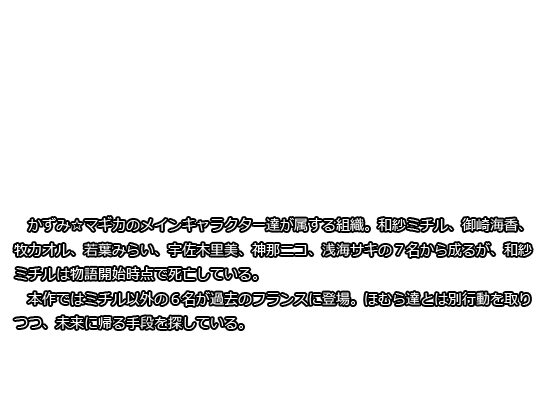 かずみ☆マギカのメインキャラクター達が属する組織。和紗ミチル、御崎海香、
牧カオル、若葉みらい、宇佐木里美、神那ニコ、浅海サキの７名から成るが、和紗
ミチルは物語開始時点で死亡している。
　本作ではミチル以外の６名が過去のフランスに登場。ほむら達とは別行動を取り
つつ、未来に帰る手段を探している。